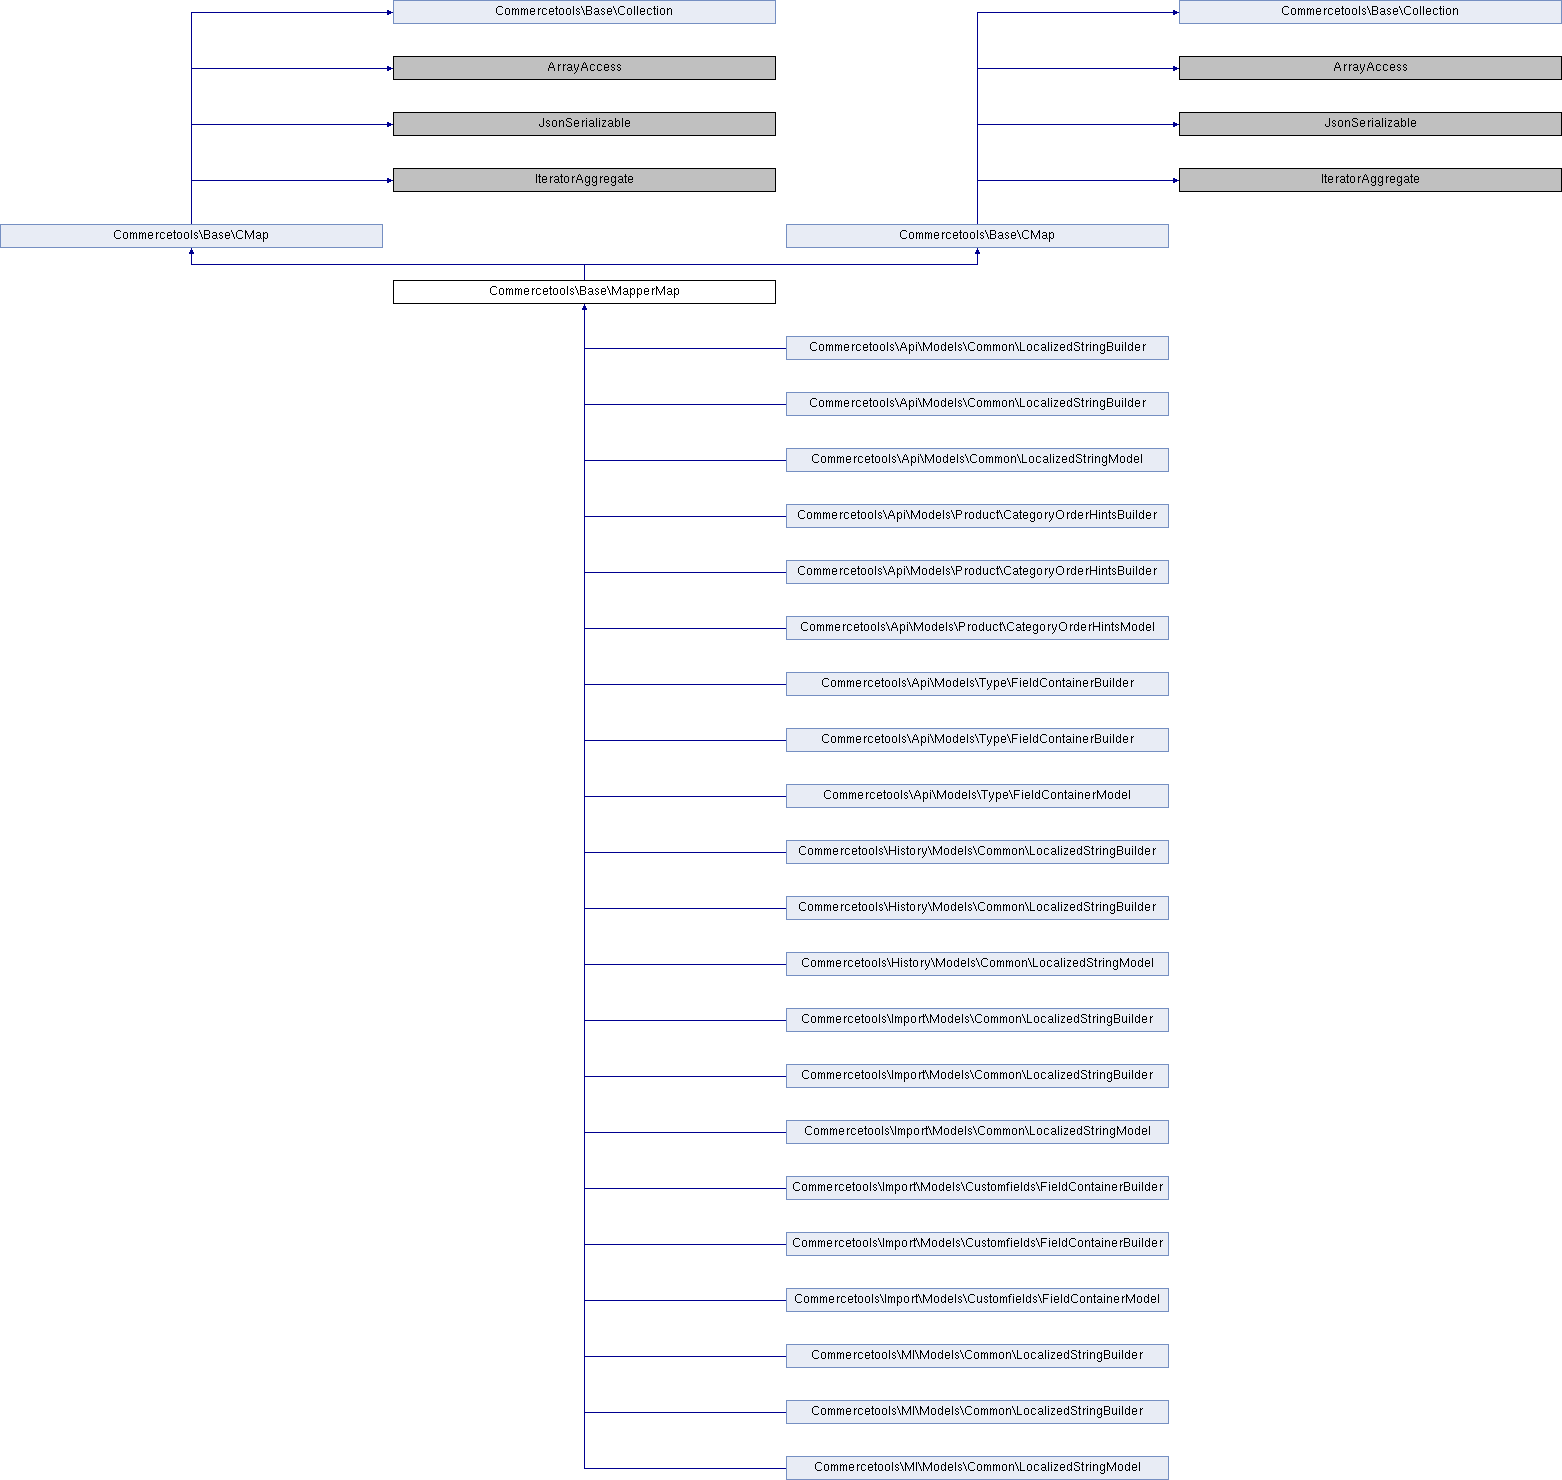 Commercetools\Base\Collection
Commercetools\Base\Collection
ArrayAccess
ArrayAccess
JsonSerializable
JsonSerializable
IteratorAggregate
IteratorAggregate
Commercetools\Base\CMap
Commercetools\Base\CMap
Commercetools\Base\MapperMap
Commercetools\Api\Models\Common\LocalizedStringBuilder
Commercetools\Api\Models\Common\LocalizedStringBuilder
Commercetools\Api\Models\Common\LocalizedStringModel
Commercetools\Api\Models\Product\CategoryOrderHintsBuilder
Commercetools\Api\Models\Product\CategoryOrderHintsBuilder
Commercetools\Api\Models\Product\CategoryOrderHintsModel
Commercetools\Api\Models\Type\FieldContainerBuilder
Commercetools\Api\Models\Type\FieldContainerBuilder
Commercetools\Api\Models\Type\FieldContainerModel
Commercetools\History\Models\Common\LocalizedStringBuilder
Commercetools\History\Models\Common\LocalizedStringBuilder
Commercetools\History\Models\Common\LocalizedStringModel
Commercetools\Import\Models\Common\LocalizedStringBuilder
Commercetools\Import\Models\Common\LocalizedStringBuilder
Commercetools\Import\Models\Common\LocalizedStringModel
Commercetools\Import\Models\Customfields\FieldContainerBuilder
Commercetools\Import\Models\Customfields\FieldContainerBuilder
Commercetools\Import\Models\Customfields\FieldContainerModel
Commercetools\Ml\Models\Common\LocalizedStringBuilder
Commercetools\Ml\Models\Common\LocalizedStringBuilder
Commercetools\Ml\Models\Common\LocalizedStringModel